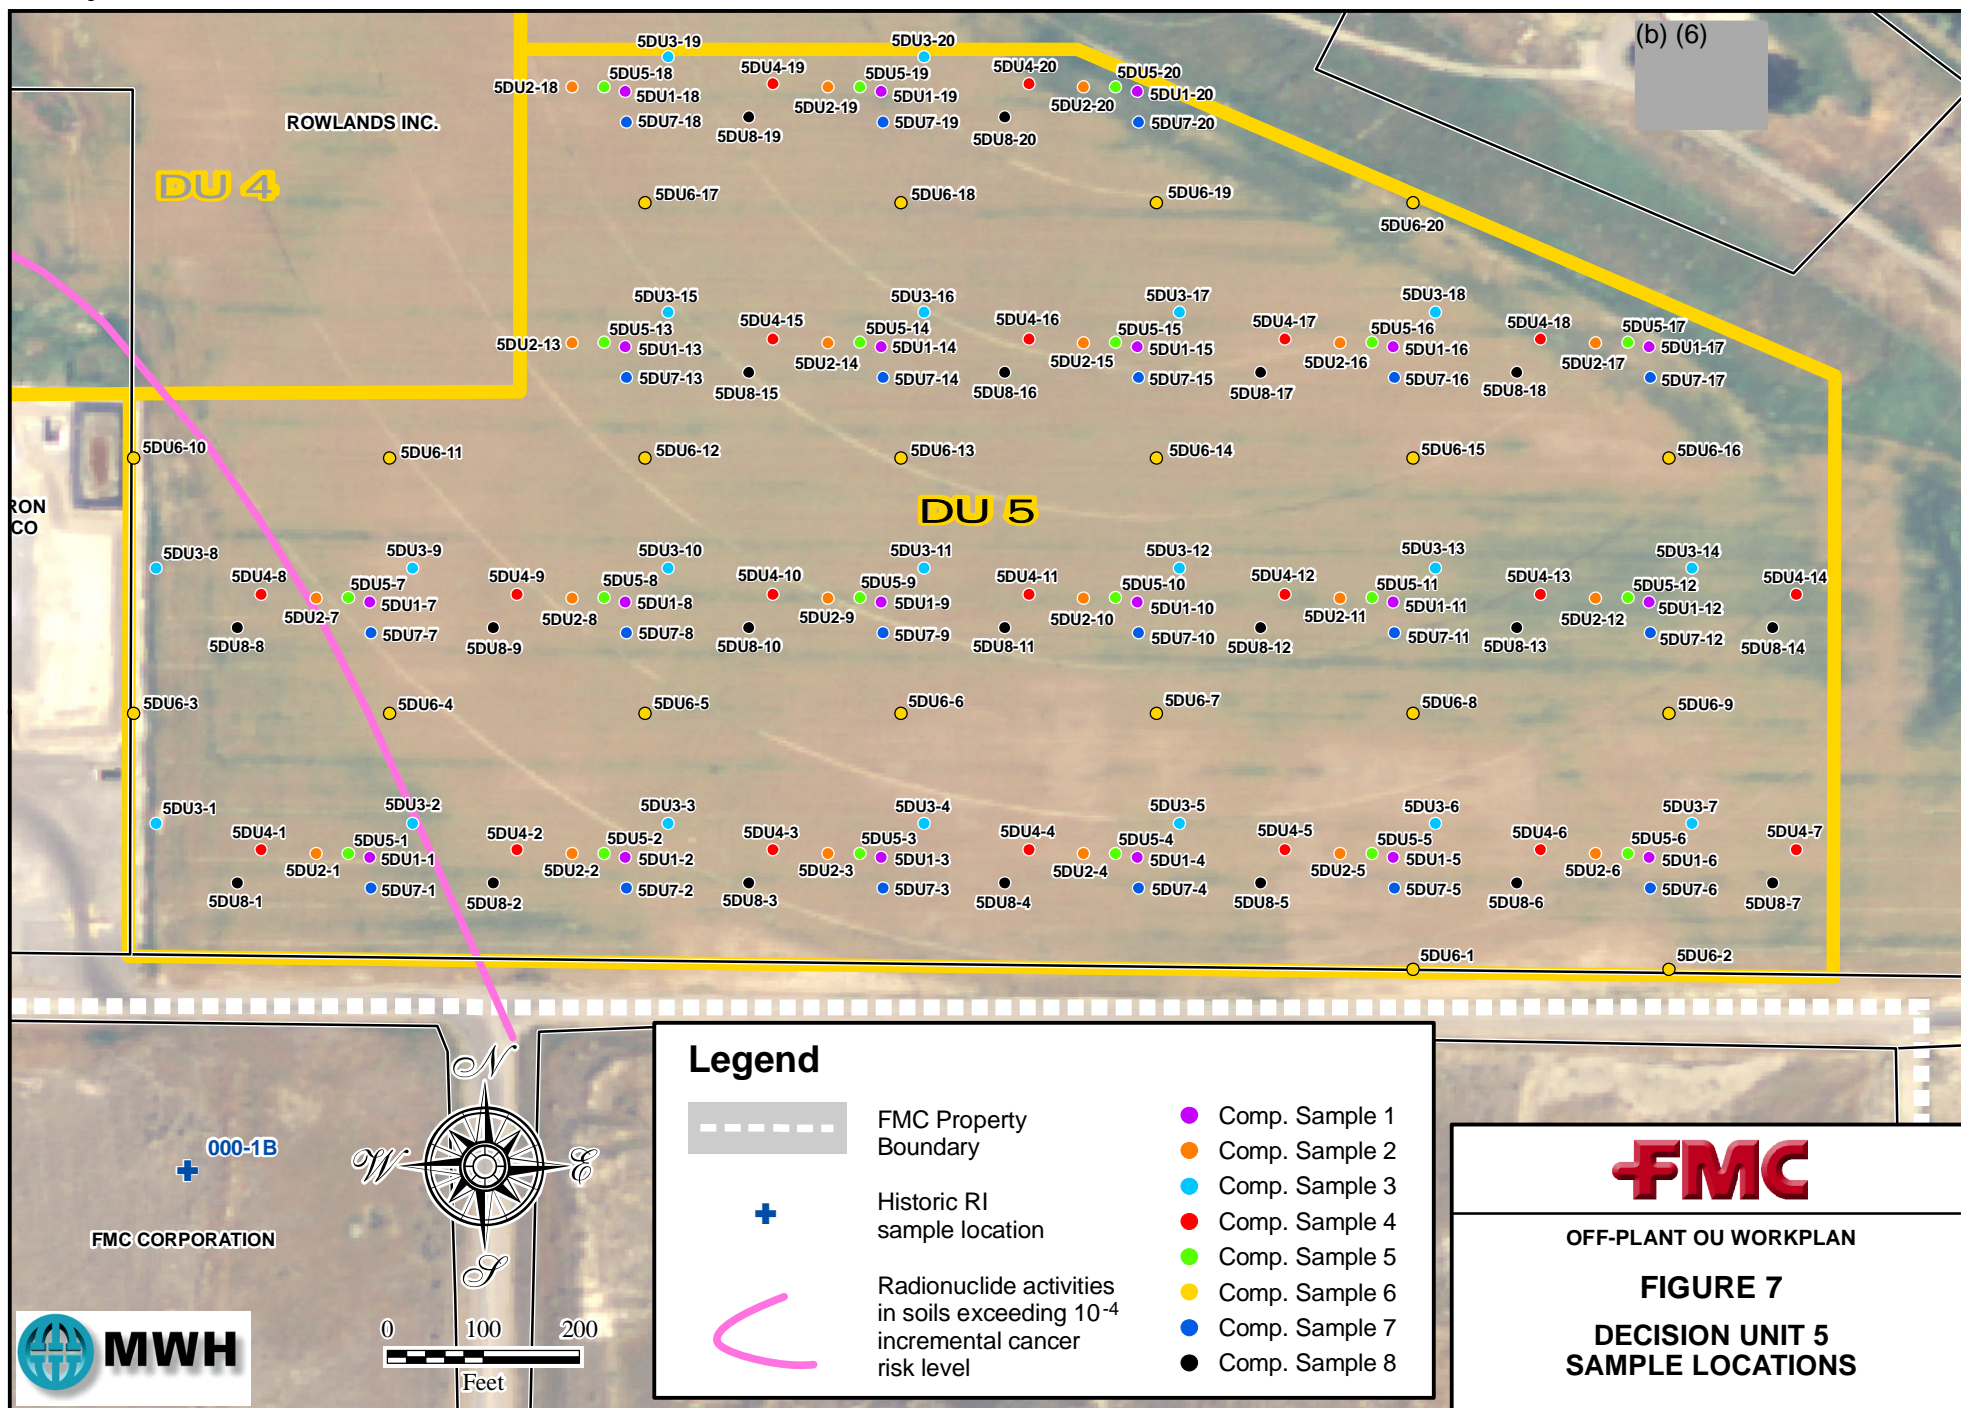 5DU3-19
5DU3-20
(b) (6)
5DU5-18
5DU4-19
5DU5-19
5DU4-20
5DU5-20
5DU2-18
5DU1-18
5DU2-19
5DU1-19
5DU2-20
5DU1-20
ROWLANDS INC.
5DU7-18
5DU8-19
5DU7-19
5DU8-20
5DU7-20
DU 4
5DU6-17
5DU6-18
5DU6-19
5DU6-20
5DU3-15
5DU3-16
5DU3-17
5DU3-18
5DU5-13
5DU4-15
5DU5-14
5DU4-16
5DU5-15
5DU4-17
5DU5-16
5DU4-18
5DU5-17
5DU2-13
5DU1-13
5DU2-14
5DU1-14
5DU2-15
5DU1-15
5DU2-16
5DU1-16
5DU2-17
5DU1-17
5DU7-13
5DU8-15
5DU7-14
5DU8-16
5DU7-15
5DU8-17
5DU7-16
5DU8-18
5DU7-17
5DU6-10
5DU6-11
5DU6-12
5DU6-13
5DU6-14
5DU6-15
5DU6-16
RON
CO
DU 5
5DU3-8
5DU3-9
5DU3-10
5DU3-11
5DU3-12
5DU3-13
5DU3-14
5DU4-8
5DU5-7
5DU4-9
5DU5-8
5DU4-10
5DU5-9
5DU4-11
5DU5-10
5DU4-12
5DU5-11
5DU4-13
5DU5-12
5DU4-14
5DU2-7
5DU1-7
5DU2-8
5DU1-8
5DU2-9
5DU1-9
5DU2-10
5DU1-10
5DU2-11
5DU1-11
5DU2-12
5DU1-12
5DU8-8
5DU7-7
5DU8-9
5DU7-8
5DU8-10
5DU7-9
5DU8-11
5DU7-10
5DU8-12
5DU7-11
5DU8-13
5DU7-12
5DU8-14
5DU6-3
5DU6-4
5DU6-5
5DU6-6
5DU6-7
5DU6-8
5DU6-9
5DU3-1
5DU3-2
5DU3-3
5DU3-4
5DU3-5
5DU3-6
5DU3-7
5DU4-1
5DU5-1
5DU4-2
5DU5-2
5DU4-3
5DU5-3
5DU4-4
5DU5-4
5DU4-5
5DU5-5
5DU4-6
5DU5-6
5DU4-7
5DU2-1
5DU1-1
5DU2-2
5DU1-2
5DU2-3
5DU1-3
5DU2-4
5DU1-4
5DU2-5
5DU1-5
5DU2-6
5DU1-6
5DU8-1
5DU7-1
5DU8-2
5DU7-2
5DU8-3
5DU7-3
5DU8-4
5DU7-4
5DU8-5
5DU7-5
5DU8-6
5DU7-6
5DU8-7
5DU6-1
5DU6-2
000-1B
FMC CORPORATION
N
W
E
S
MWH
0 100 200
Feet
Legend
FMC Property
Boundary
Historic RI
sample location
Radionuclide activities
in soils exceeding 10-4
incremental cancer
risk level
Comp. Sample 1
Comp. Sample 2
Comp. Sample 3
Comp. Sample 4
Comp. Sample 5
Comp. Sample 6
Comp. Sample 7
Comp. Sample 8
FMC
OFF-PLANT OU WORKPLAN
FIGURE 7
DECISION UNIT 5
SAMPLE LOCATIONS